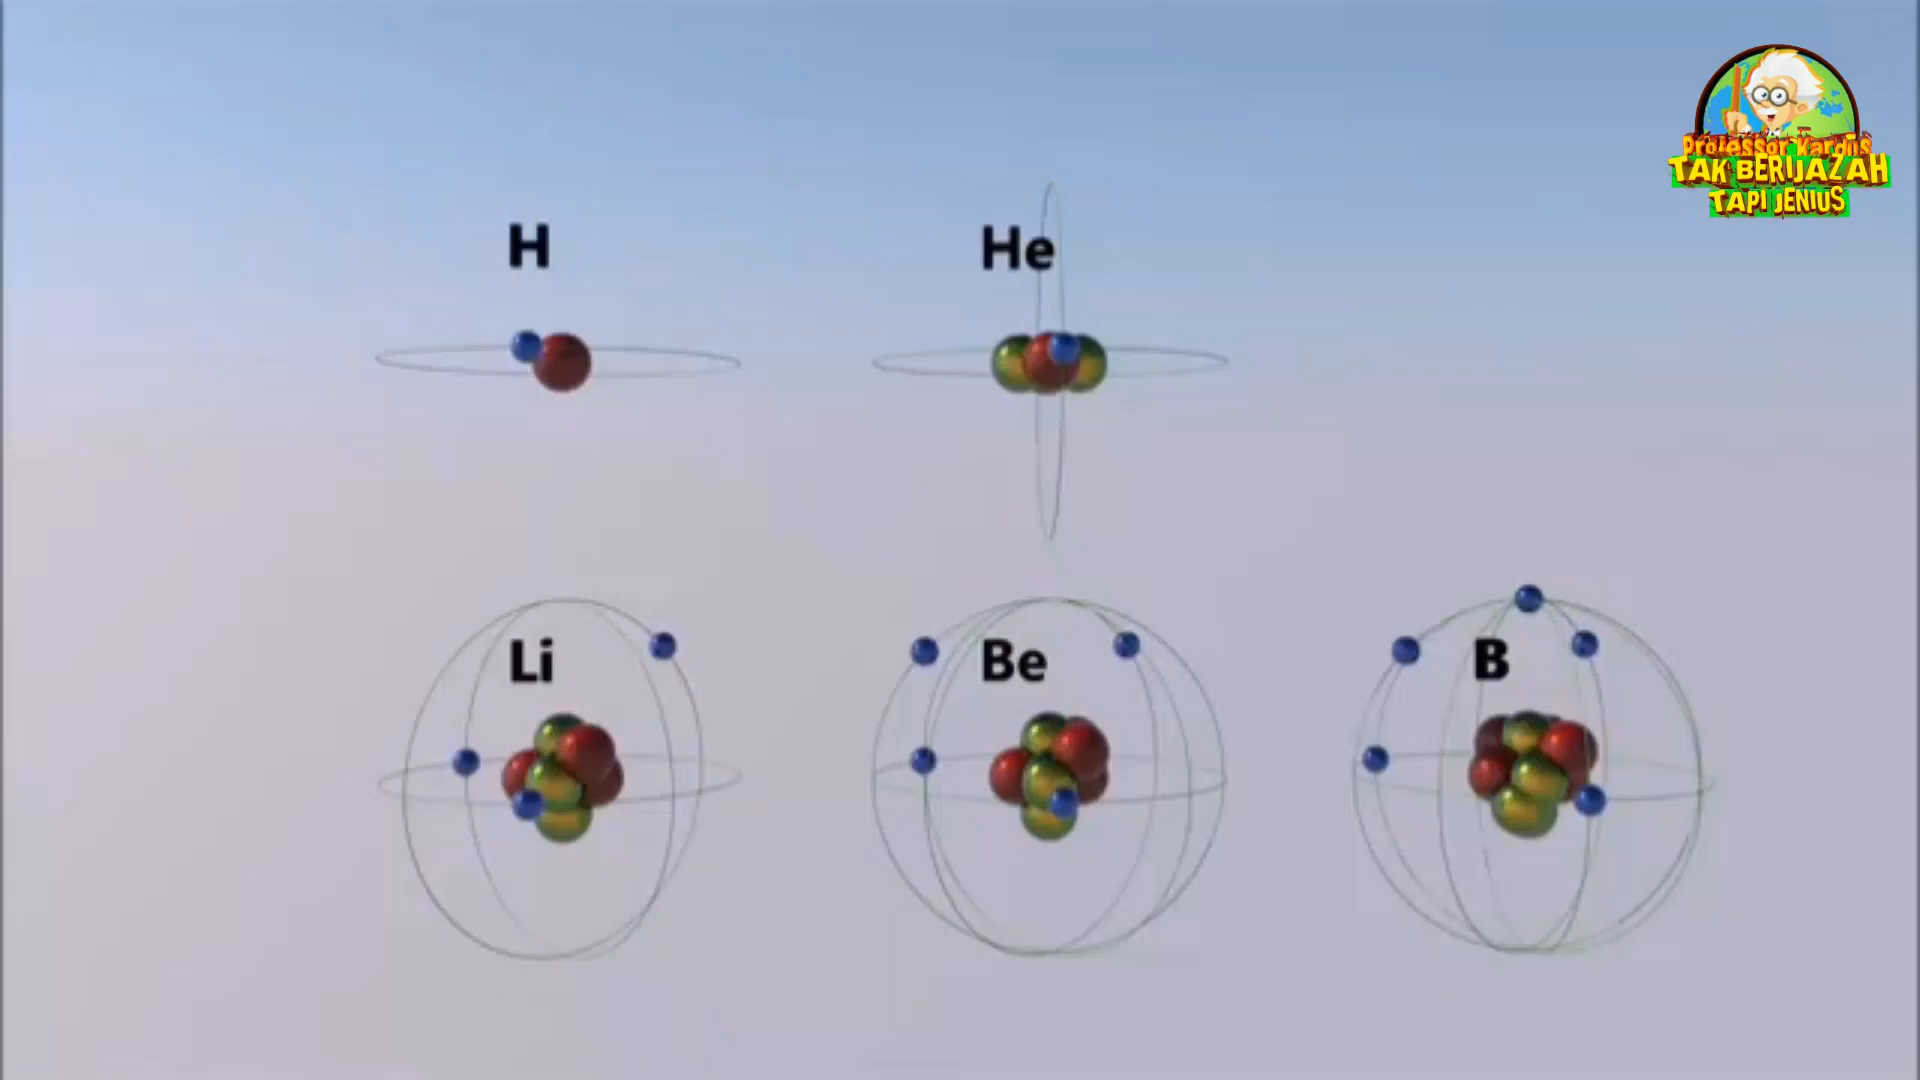 H
He
Professor Kardus
TAK BERIJAZAH
TAPI JENIUS
Li
Be
B